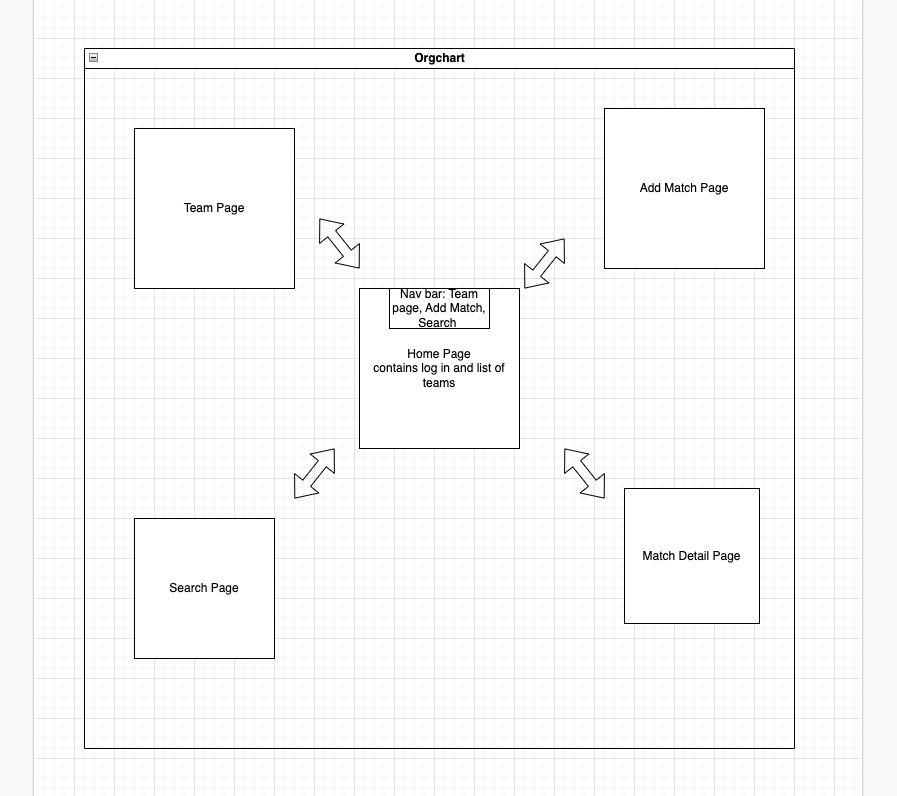 Orgchart
Team Page
Add Match Page
Nav bar: Team
page, Add Match,
Search
Home Page
contains log in and list of
teams
Search Page
Match Detail Page